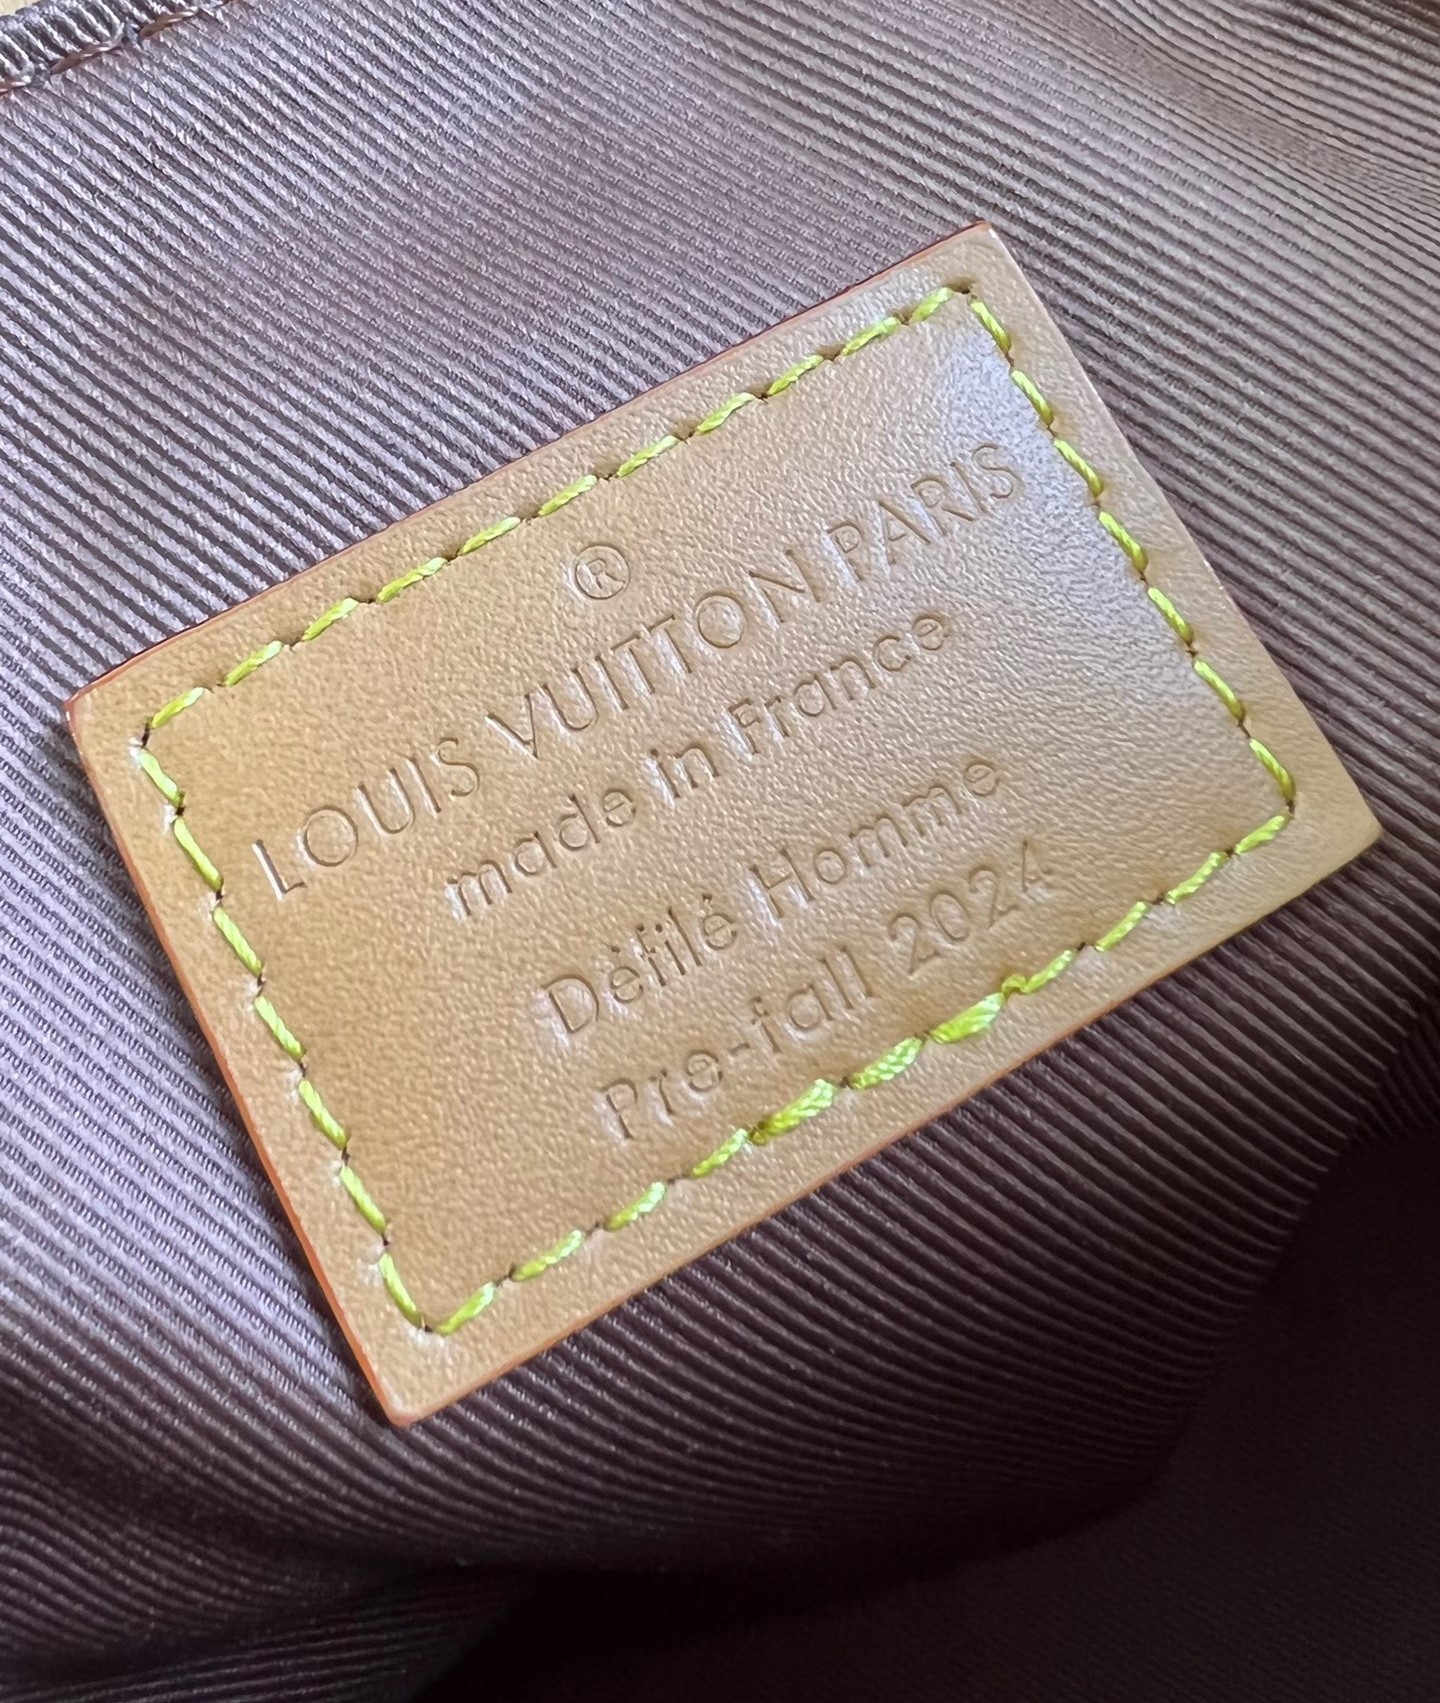 ®
LOUIS VUITTON PARIS
made in France
Défilé Homme
Pre-fall 2024